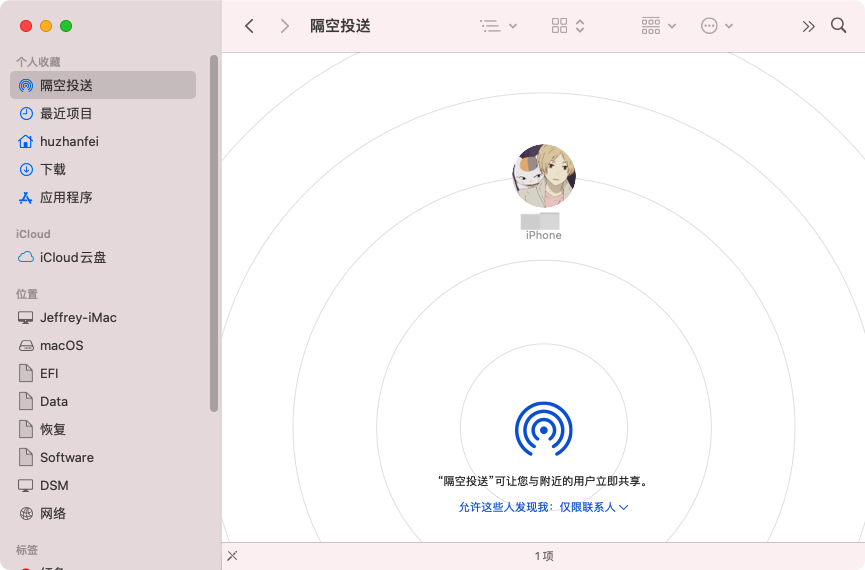 隔空投送
个人收藏
隔空投送
最近项目
huzhanfei
下载
应用程序
iCloud
iCloud云盘
位置
Jeffrey-iMac
macOS
EFI
Data
恢复
Software
DSM
网络
标签
iPhone
“隔空投送”可让您与附近的用户立即共享。
允许这些人发现我：仅限联系人
1项